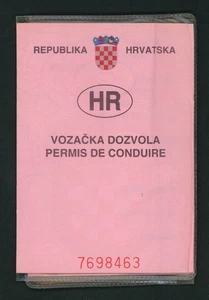 REPUBLIKA HRVATSKA
HR
VOZAČKA DOZVOLA
PERMIS DE CONDUIRE
7698463